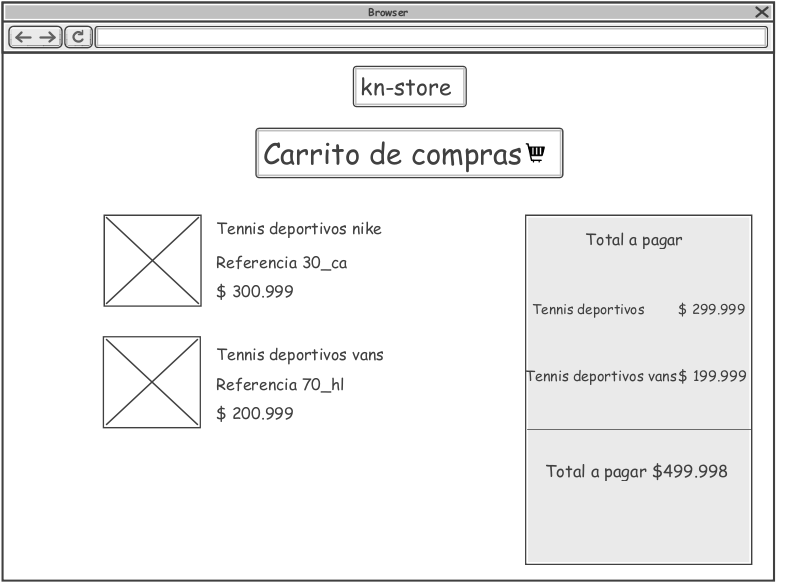 Browser
kn-store
Carrito de compras
Tennis deportivos nike
Referencia 30_ca
$ 300.999
Tennis deportivos vans
Referencia 70_hl
$ 200.999
Total a pagar
Tennis deportivos $ 299.999
Tennis deportivos vans$ 199.999
Total a pagar $499.998